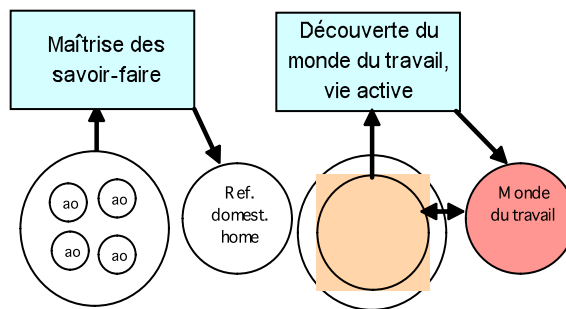 Maîtrise des
savoir-faire
Découverte du
monde du travail,
vie active
ao
ao
ao
ao
Ref.
domest.
home
Monde
du travail